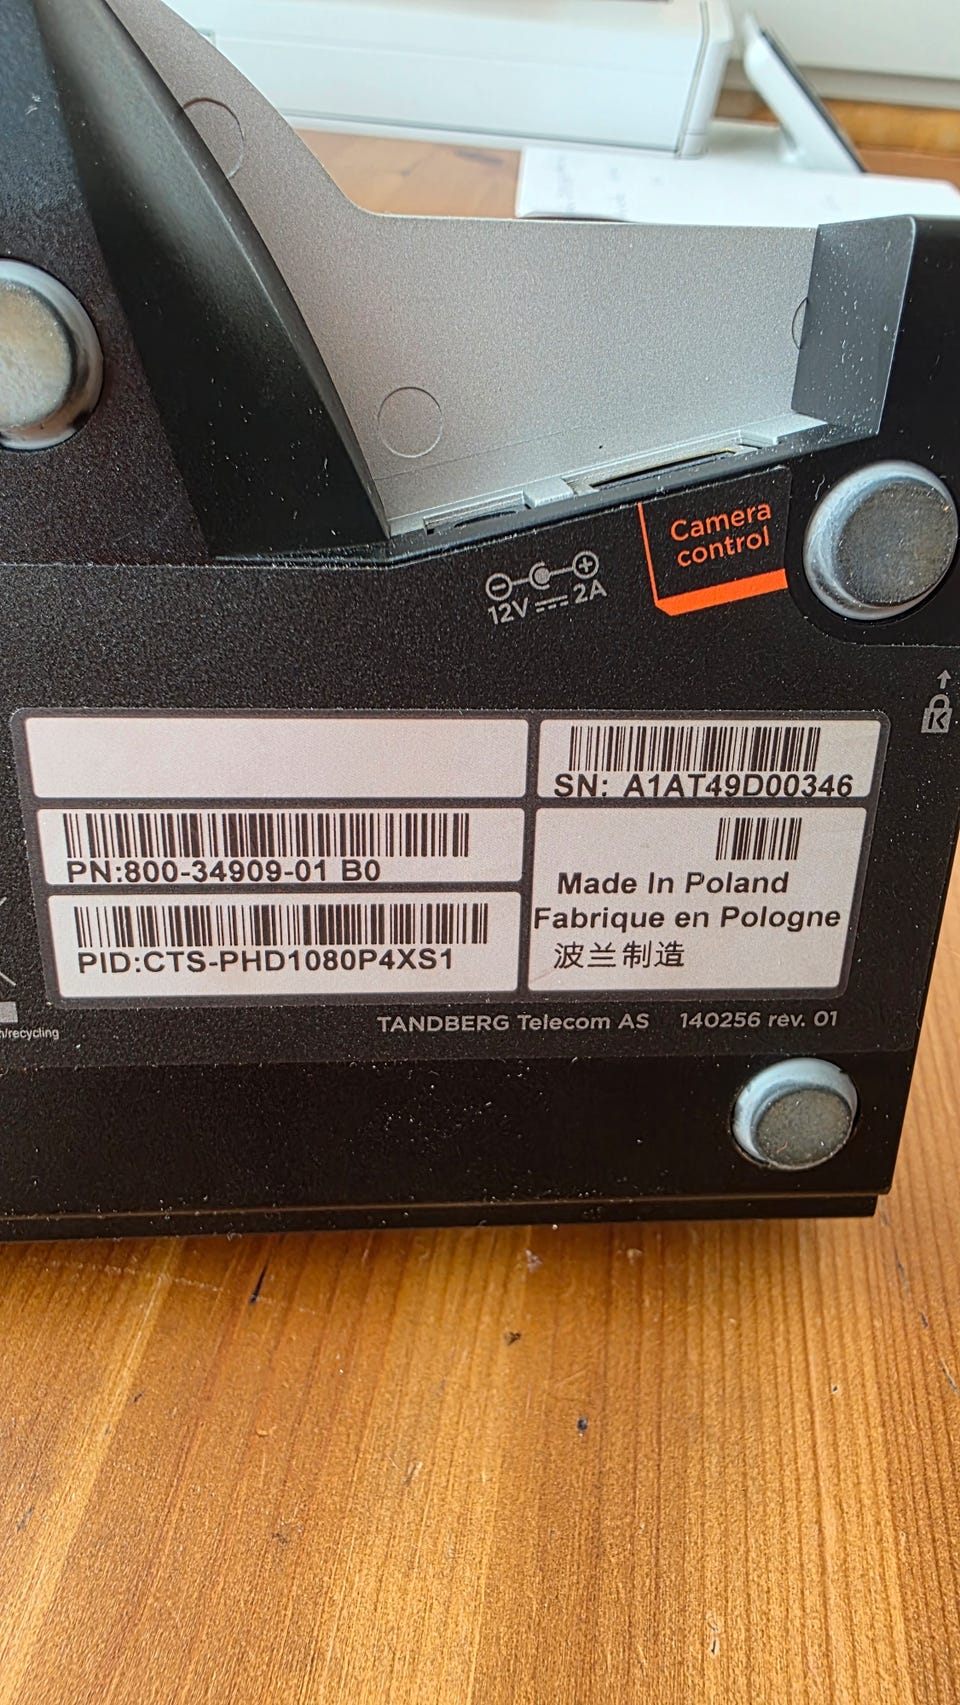 Camera
control
12V 2A
SN: A1AT49D00346
PN:800-34909-01 B0
PID:CTS-PHD1080P4XS1
Made In Poland
Fabrique en Pologne
波兰制造
/recycling
TANDBERG Telecom AS 140256 rev. 01